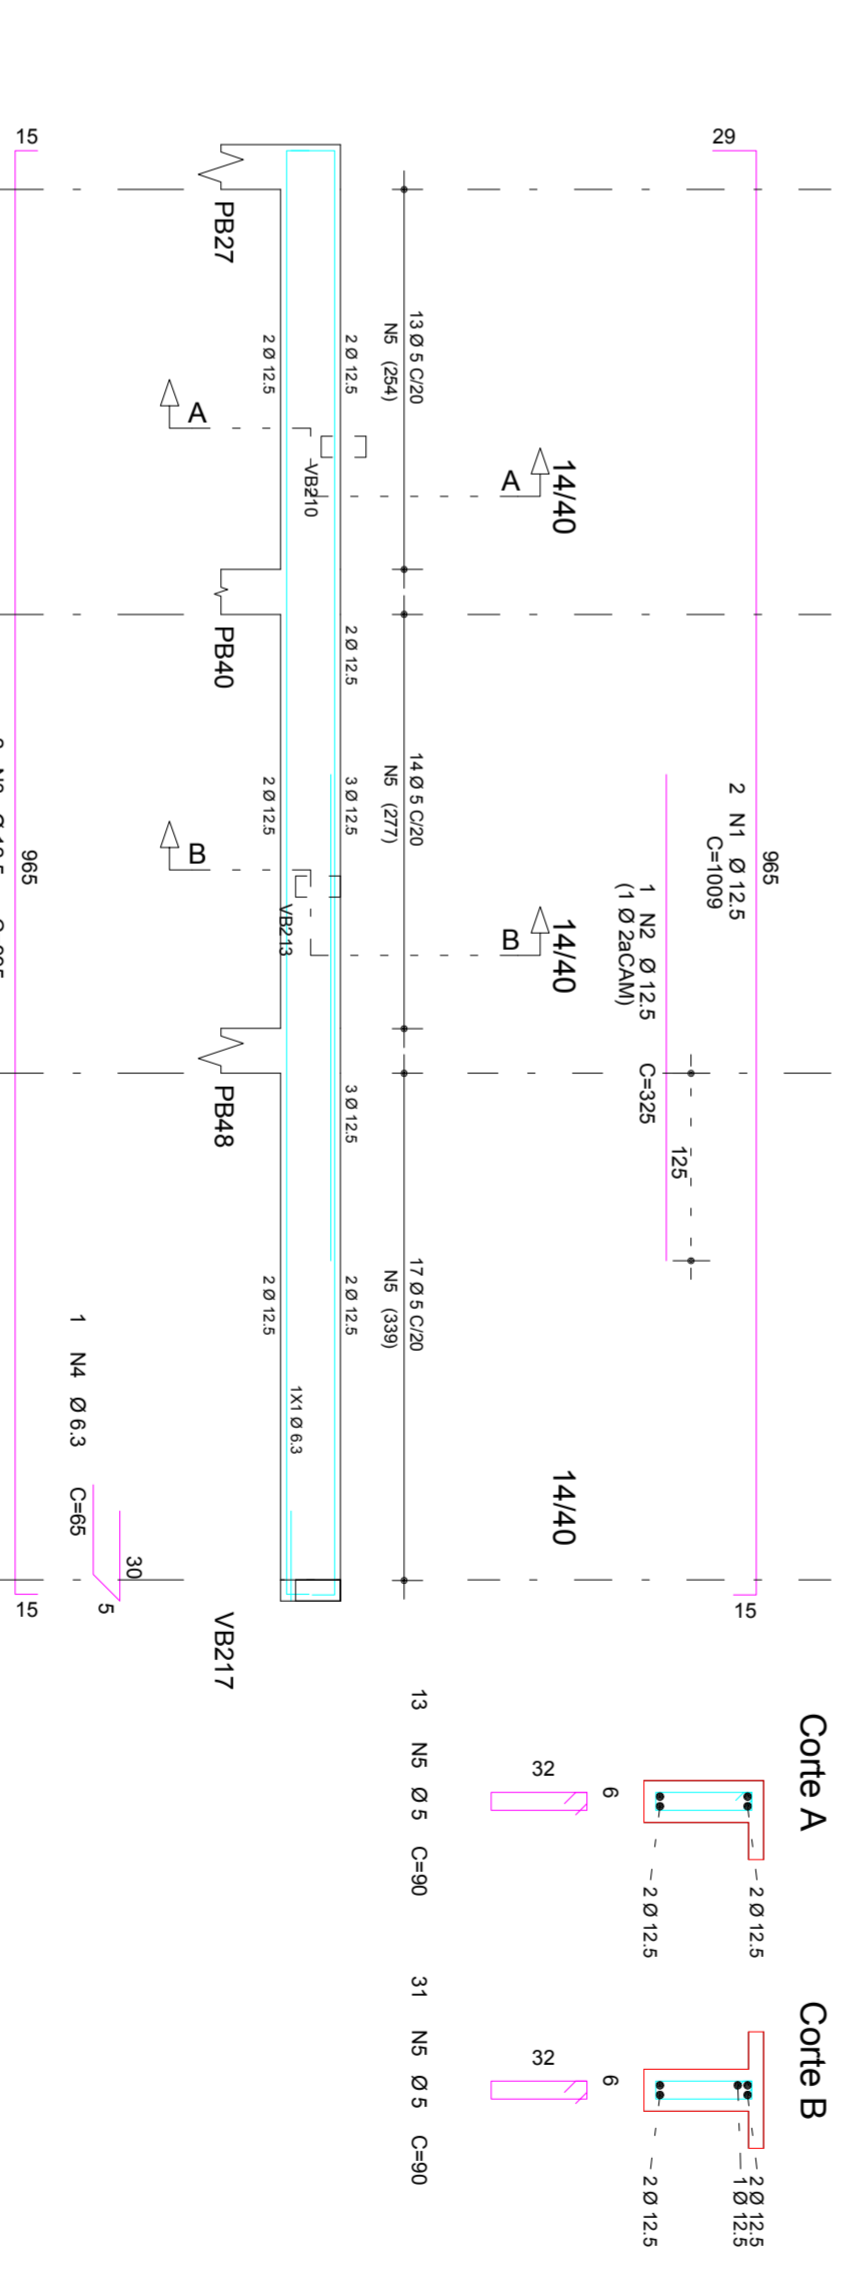 29
965
15
2 N1 Ø 12.5
C=1009
1 N2 Ø 12.5 C=325
(1 Ø 2aCAM)
125
14/40
14/40
14/40
A
B
13 Ø 5 C/20
N5 (254)
14 Ø 5 C/20
N5 (277)
17 Ø 5 C/20
N5 (339)
2 Ø 12.5
2 Ø 12.5
3 Ø 12.5
3 Ø 12.5
2 Ø 12.5
VB210
VB213
1X1 Ø 6.3
2 Ø 12.5
2 Ø 12.5
2 Ø 12.5
A
B
PB27
PB40
PB48
VB217
30
5
1 N4 Ø 6.3 C=65
15
965
15
Corte A
2 Ø 12.5
2 Ø 12.5
6
32
13 N5 Ø 5 C=90
Corte B
2 Ø 12.5
1 Ø 12.5
2 Ø 12.5
6
32
31 N5 Ø 5 C=90